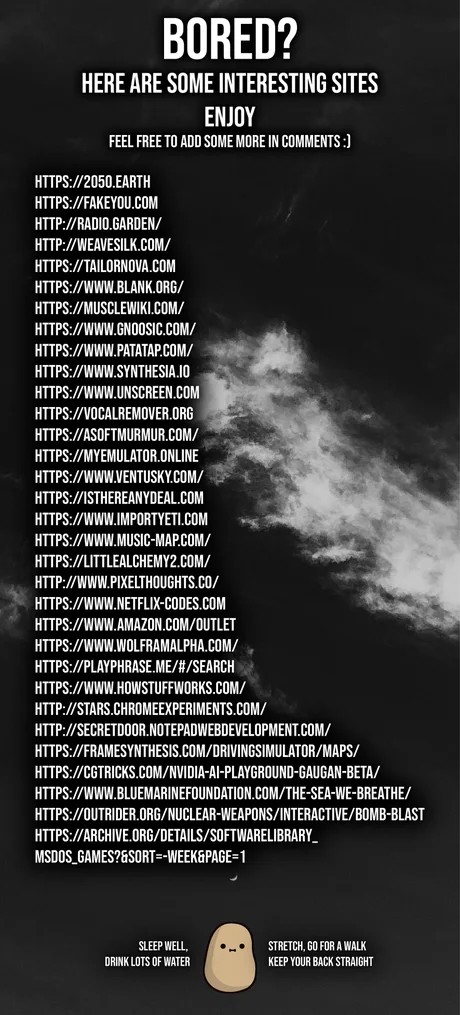 BORED?
HERE ARE SOME INTERESTING SITES
ENJOY
FEEL FREE TO ADD SOME MORE IN COMMENTS :)
HTTPS://2050.EARTH
HTTPS://FAKEYOU.COM
HTTP://RADIO.GARDEN/
HTTP://WEAVESILK.COM/
HTTPS://TAILORNOVA.COM
HTTPS://WWW.BLANK.ORG/
HTTPS://MUSCLEWIKI.COM/
HTTPS://WWW.GNOOSIC.COM/
HTTPS://WWW.PATATAP.COM/
HTTPS://WWW.SYNTHESIA.IO
HTTPS://WWW.UNSCREEN.COM
HTTPS://VOCALREMOVER.ORG
HTTPS://ASOFTMURMUR.COM/
HTTPS://MYEMULATOR.ONLINE
HTTPS://WWW.VENTUSKY.COM/
HTTPS://ISTHEREANYDEAL.COM
HTTPS://WWW.IMPORTYETI.COM
HTTPS://WWW.MUSIC-MAP.COM/
HTTPS://LITTLEALCHEMY2.COM/
HTTP://WWW.PIXELTHOUGHTS.CO/
HTTPS://WWW.NETFLIX-CODES.COM
HTTPS://WWW.AMAZON.COM/OUTLET
HTTPS://WWW.WOLFRAMALPHA.COM/
HTTPS://PLAYPHRASE.ME/#/SEARCH
HTTPS://WWW.HOWSTUFFWORKS.COM/
HTTP://STARS.CHROMEEXPERIMENTS.COM/
HTTP://SECRETDOOR.NOTEPADWEBDEVELOPMENT.COM/
HTTPS://FRAMESYNTHESIS.COM/DRIVINGSIMULATOR/MAPS/
HTTPS://CGTRICKS.COM/NVIDIA-AI-PLAYGROUND-GAUGAN-BETA/
HTTPS://WWW.BLUEMARINEFOUNDATION.COM/THE-SEA-WE-BREATHE/
HTTPS://OUTRIDER.ORG/NUCLEAR-WEAPONS/INTERACTIVE/BOMB-BLAST
HTTPS://ARCHIVE.ORG/DETAILS/SOFTWARELIBRARY_
MSDOS_GAMES?&SORT=-WEEK&PAGE=1
SLEEP WELL,
DRINK LOTS OF WATER
STRETCH, GO FOR A WALK
KEEP YOUR BACK STRAIGHT